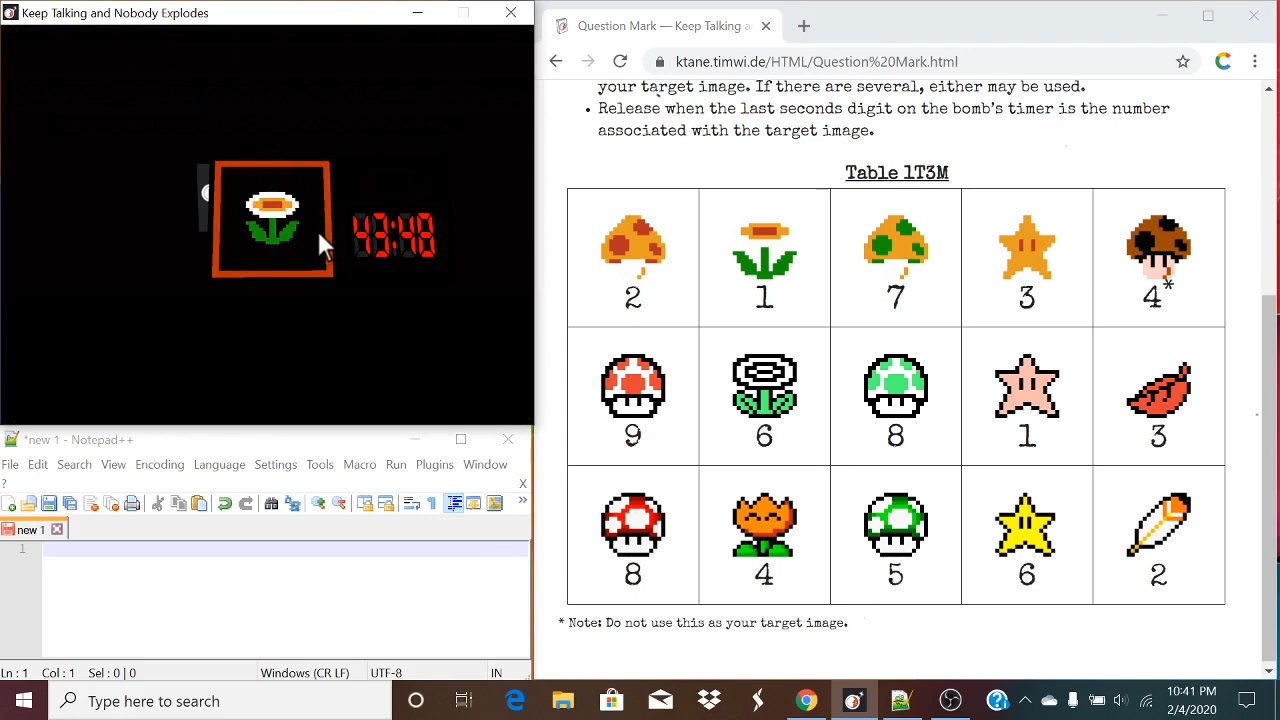 Keep Talking and Nobody Explodes
43:48
*new 1 - Notepad++
File Edit Search View Encoding Language Settings Tools Macro Run Plugins Window
? X
new 1
1
Ln : 1 Col : 1 Sel : 0 | 0 Windows (CR LF) UTF-8 IN
Question Mark — Keep Talking a
ktane.timwi.de/HTML/Question%20Mark.html
your target image. If there are several, either may be used.
• Release when the last seconds digit on the bomb's timer is the number
associated with the target image.
Table 1T3M
2 1 7 3 4*
9 6 8 1 3
8 4 5 6 2
* Note: Do not use this as your target image.
Type here to search
10:41 PM
2/4/2020